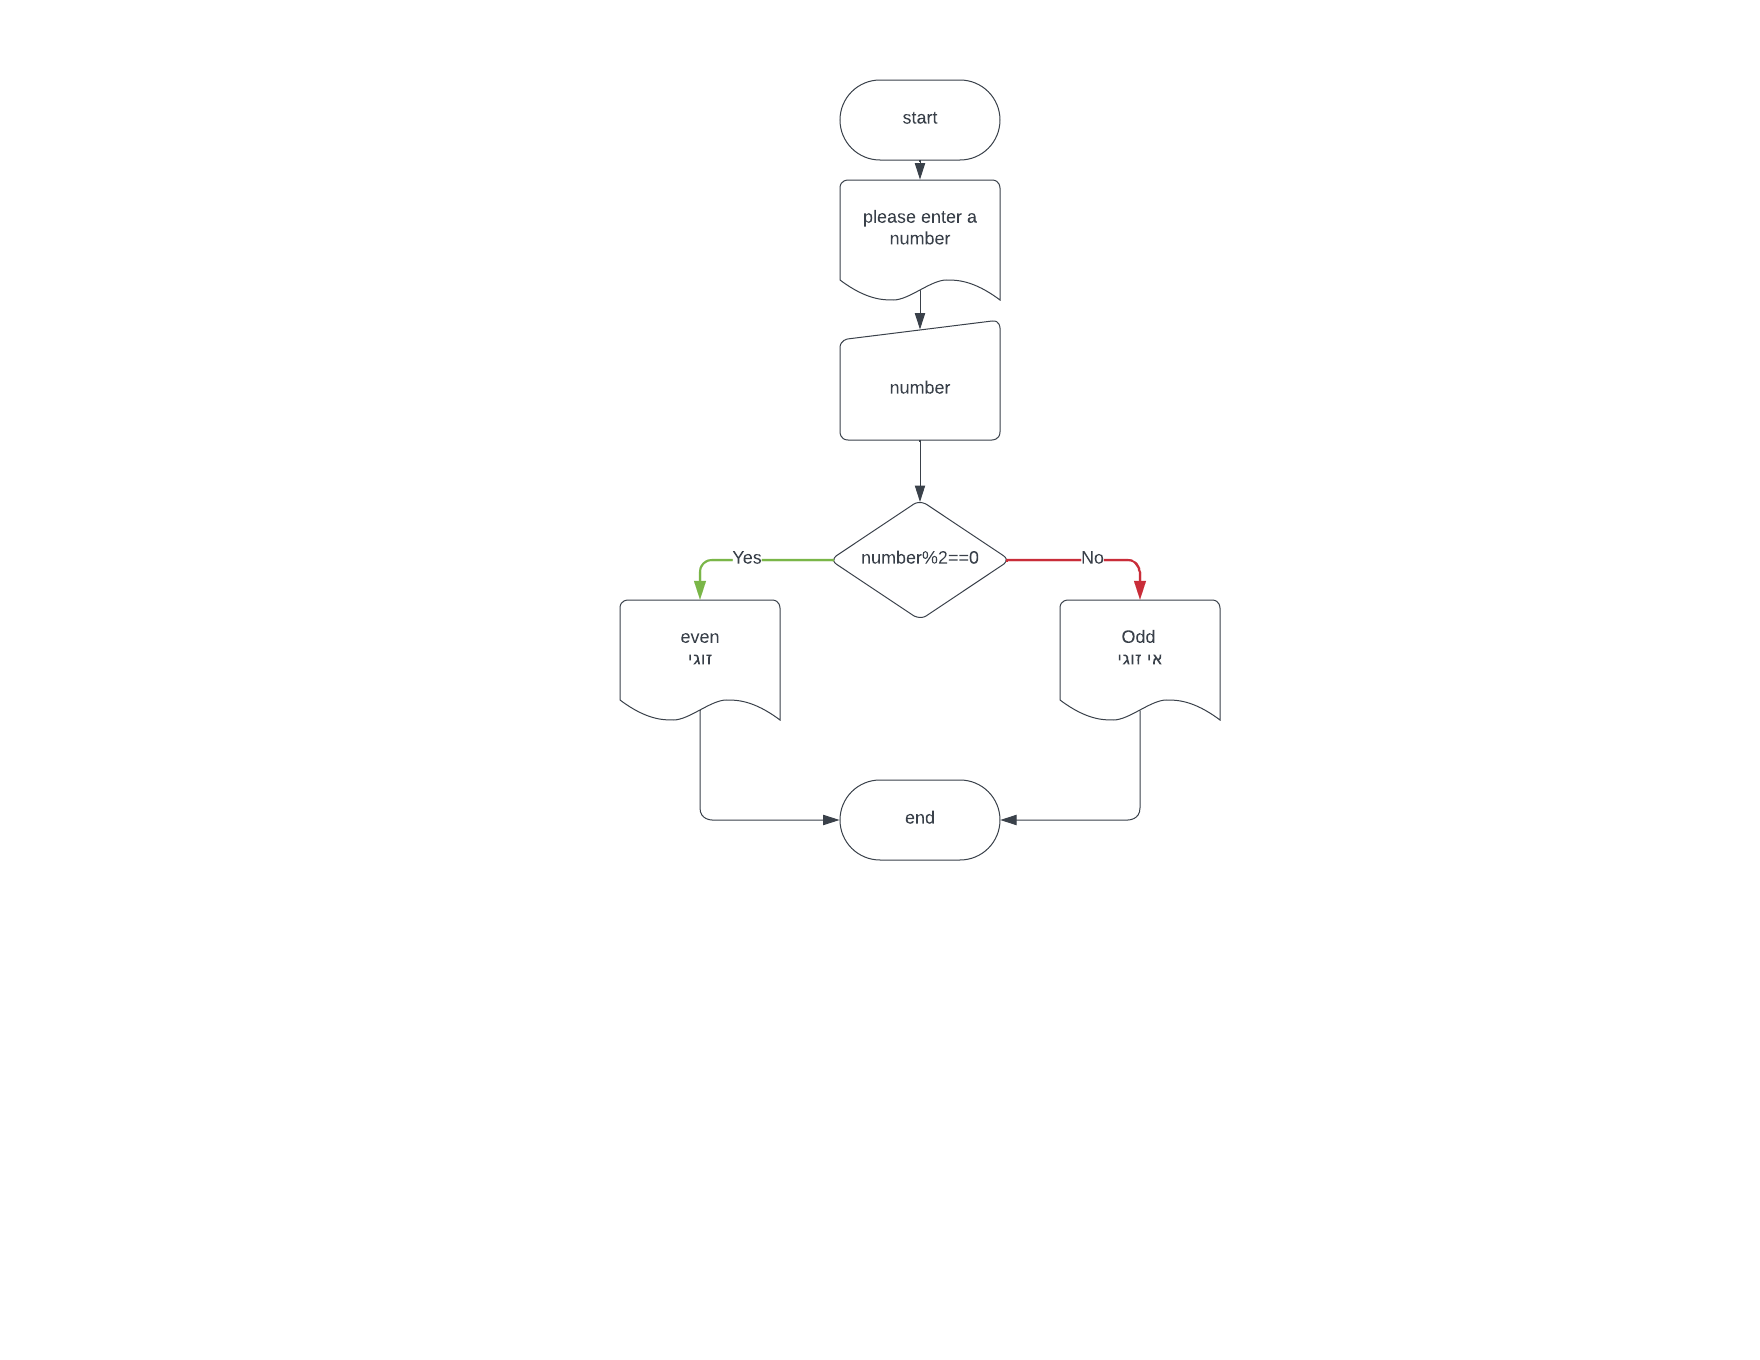 start
please enter a
number
number
number%2==0
Yes
No
even
זוגי
Odd
אי זוגי
end